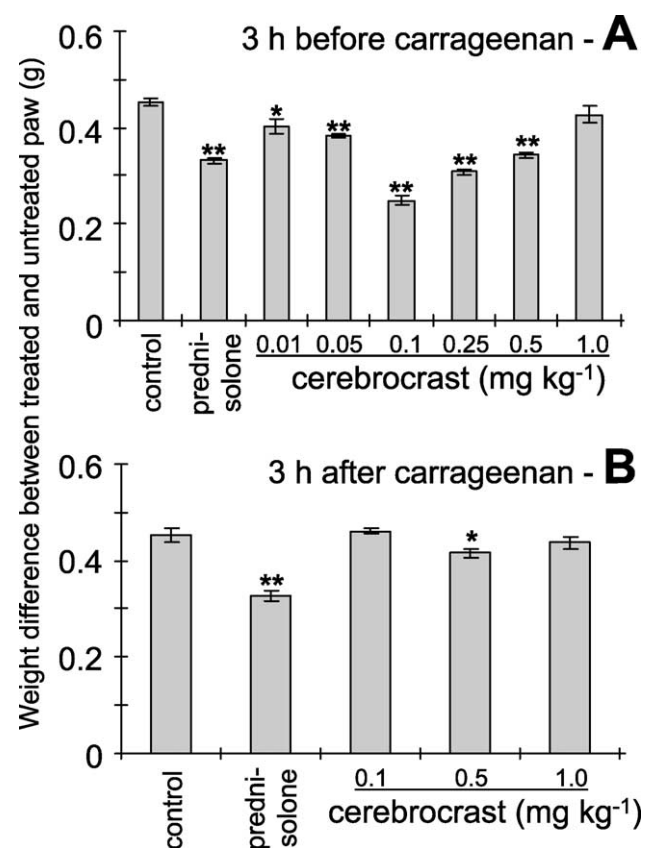 Weight difference between treated and untreated paw (g)
3 h before carrageenan - A
0.6
0.4
0.2
0
*
**
**
**
**
**
control
predni-
solone
0.01 0.05 0.1 0.25 0.5 1.0
cerebrocrast (mg kg-1)
3 h after carrageenan - B
0.6
0.4
0.2
0
**
*
control
predni-
solone
0.1 0.5 1.0
cerebrocrast (mg kg-1)